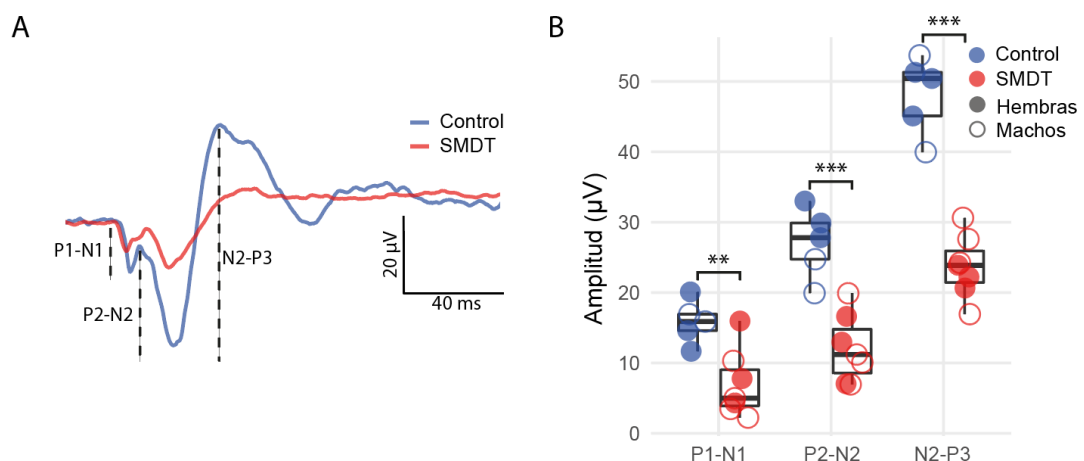 A
Control
SMDT
P1-N1
P2-N2
N2-P3
20 µV
40 ms
B
Amplitud (µV)
50
40
30
20
10
0
**
***
***
P1-N1
P2-N2
N2-P3
Control
SMDT
Hembras
Machos